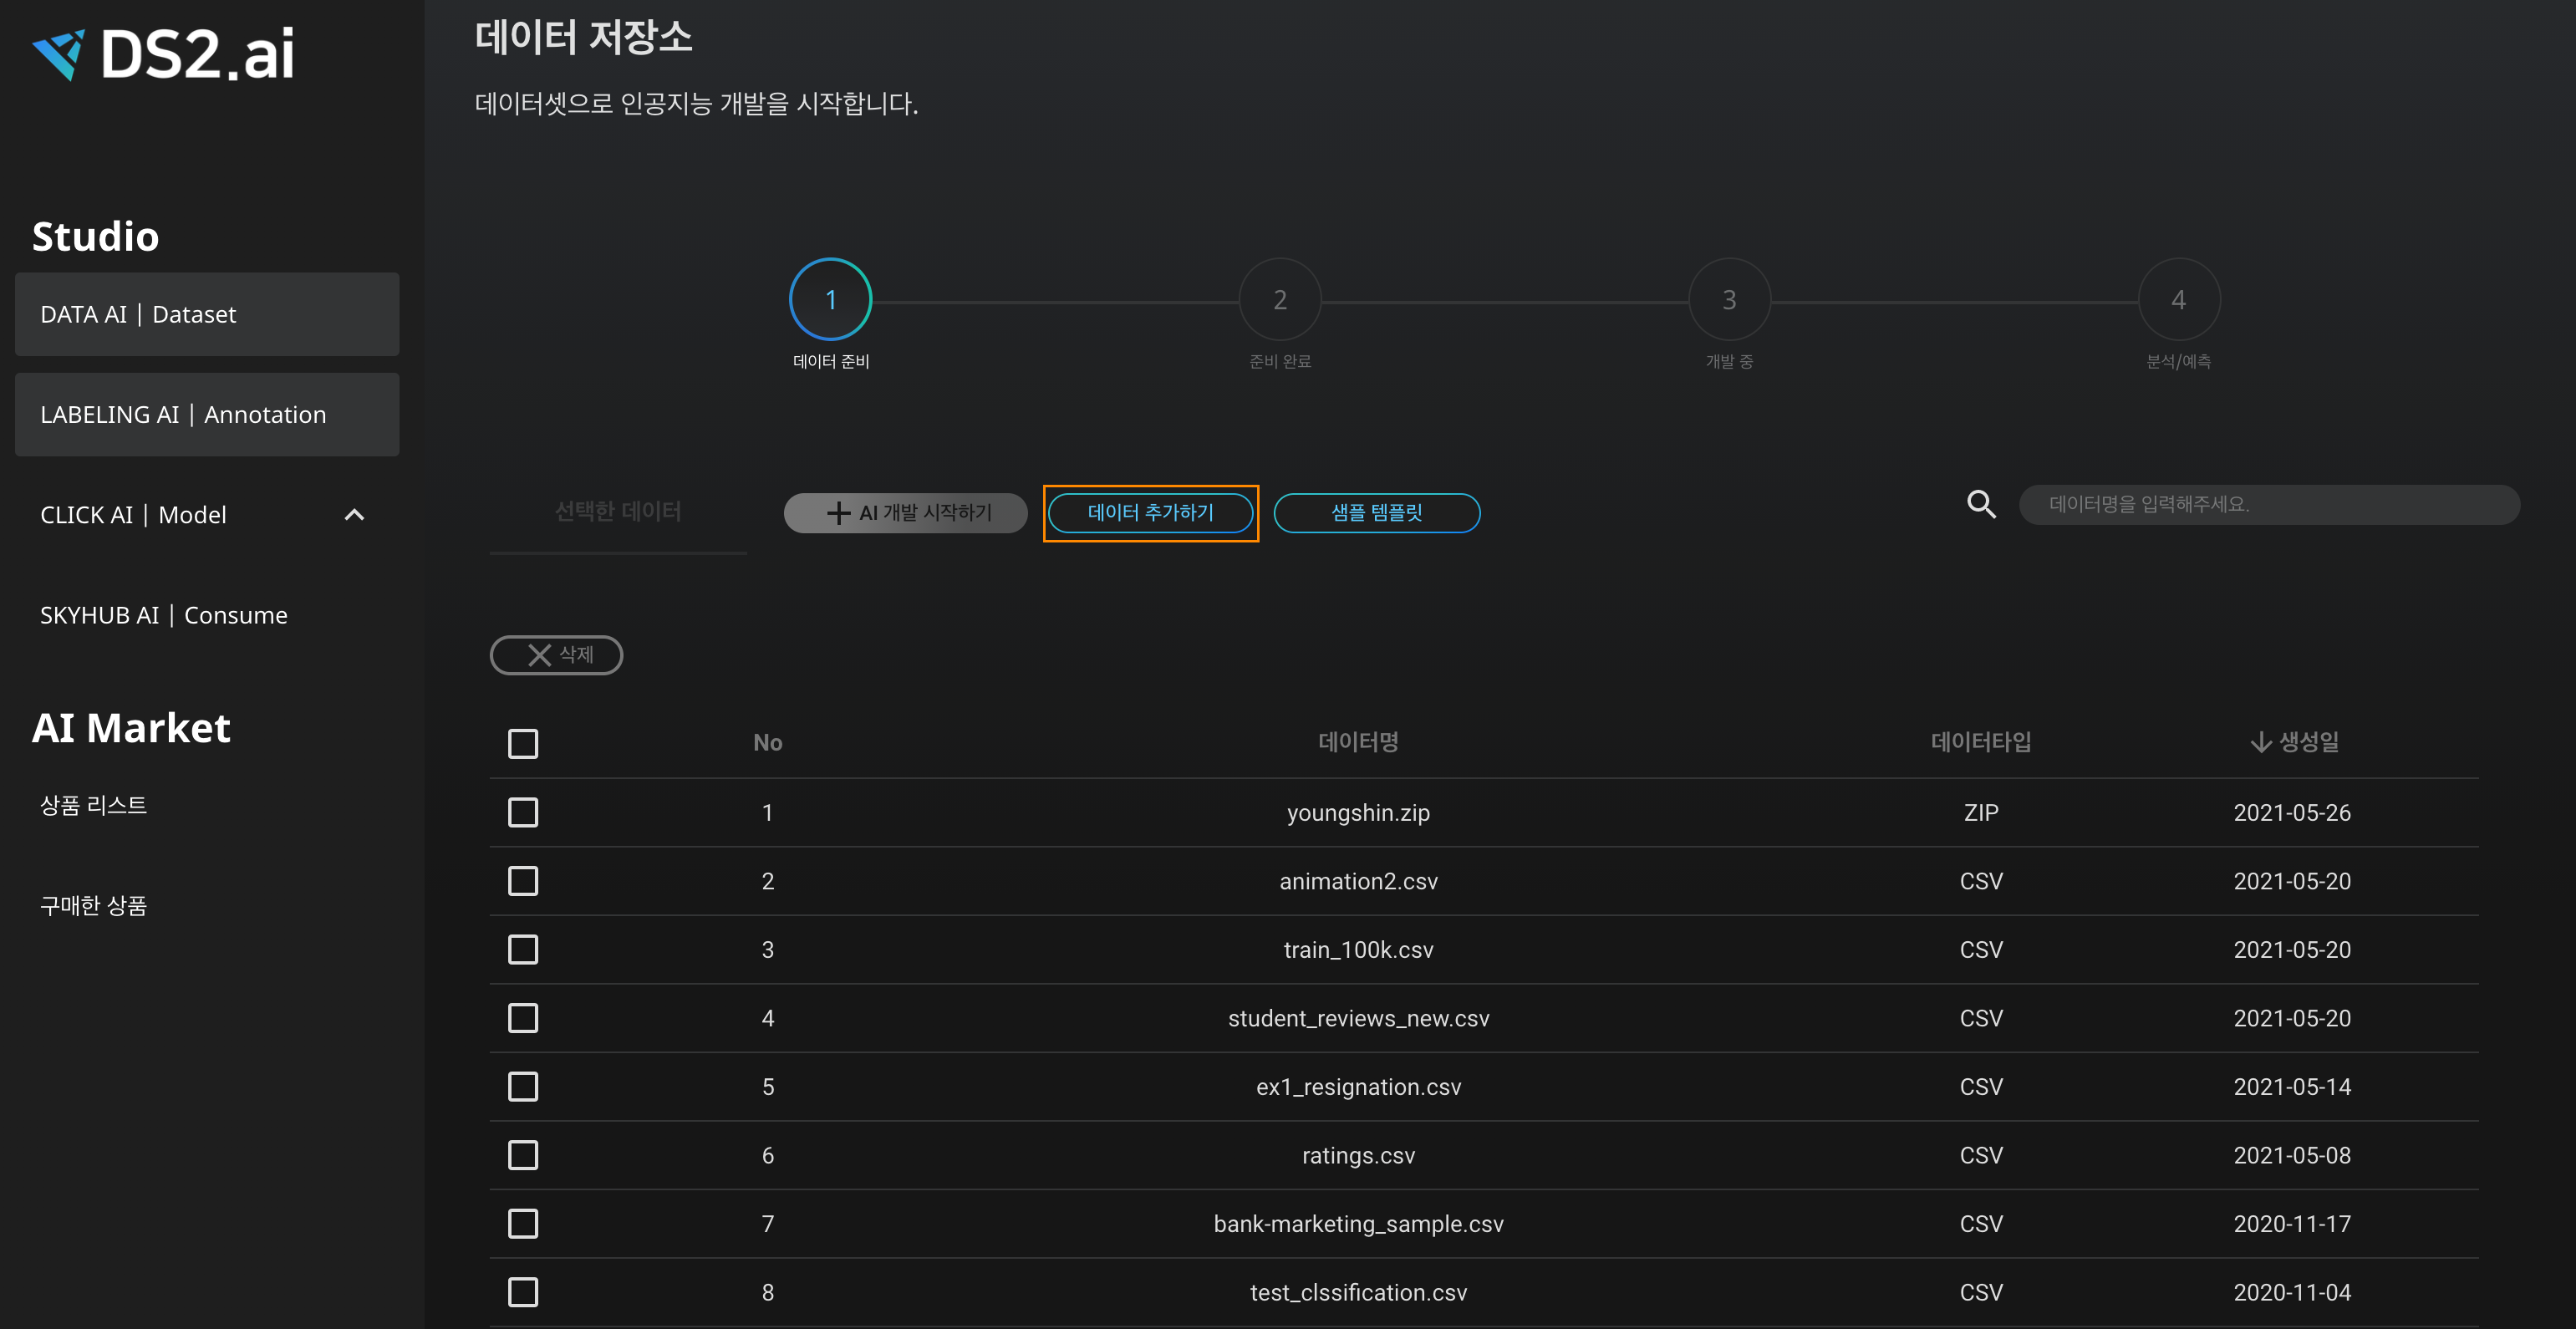 DS2.ai
Studio
DATA AI | Dataset
LABELING AI | Annotation
CLICK AI | Model
SKYHUB AI | Consume
AI Market
상품 리스트
구매한 상품
데이터 저장소
데이터셋으로 인공지능 개발을 시작합니다.
1 2 3 4
데이터 준비 준비 완료 개발 중 분석/예측
선택한 데이터 AI 개발 시작하기 데이터 추가하기 샘플 템플릿 데이터명을 입력해주세요.
삭제
No 데이터명 데이터타입 생성일
1 youngshin.zip ZIP 2021-05-26
2 animation2.csv CSV 2021-05-20
3 train_100k.csv CSV 2021-05-20
4 student_reviews_new.csv CSV 2021-05-20
5 ex1_resignation.csv CSV 2021-05-14
6 ratings.csv CSV 2021-05-08
7 bank-marketing_sample.csv CSV 2020-11-17
8 test_clssification.csv CSV 2020-11-04